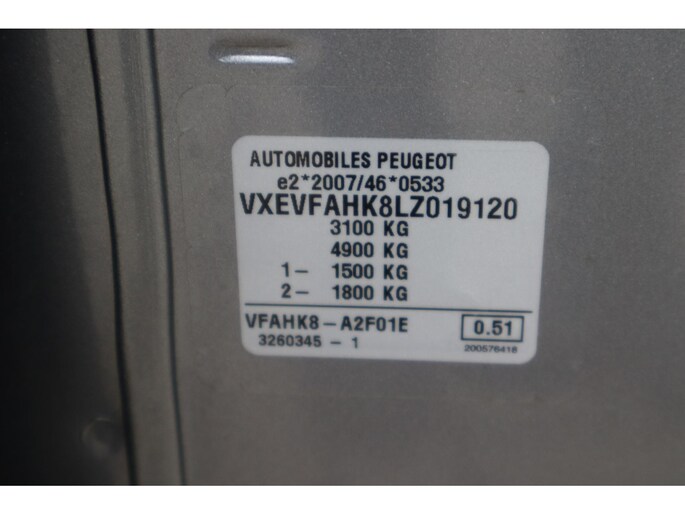 AUTOMOBILES PEUGEOT
e2*2007/46*0533
VXEVFAHK8LZ019120
3100 KG
4900 KG
1- 1500 KG
2- 1800 KG
VFAHK8-A2F01E 0.51
3260345 - 1 200576418